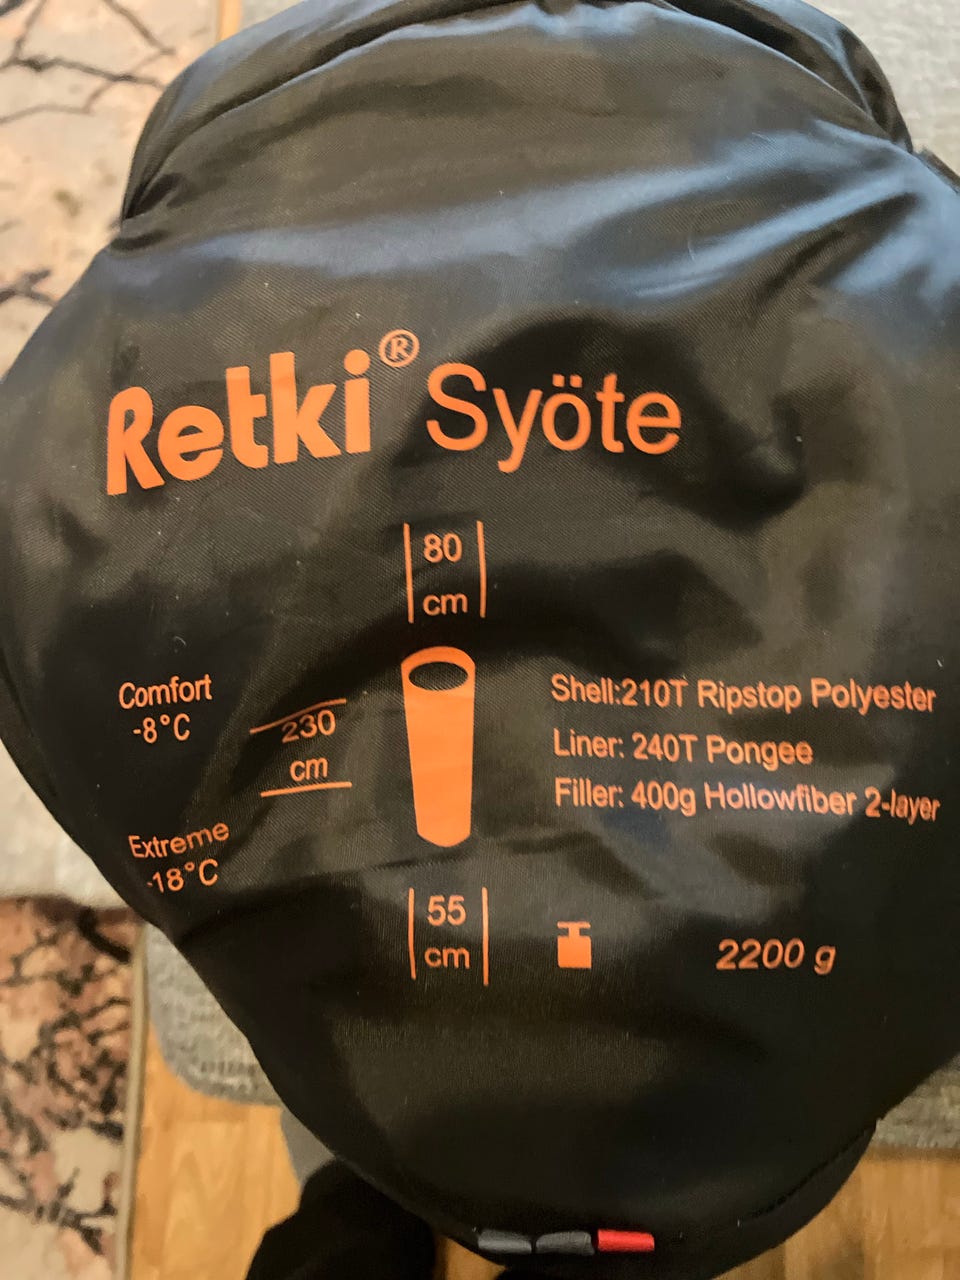 Retki® Syöte
80
cm
Comfort
-8°C
230
cm
Extreme
-18°C
55
cm
Shell:210T Ripstop Polyester
Liner: 240T Pongee
Filler: 400g Hollowfiber 2-layer
2200 g